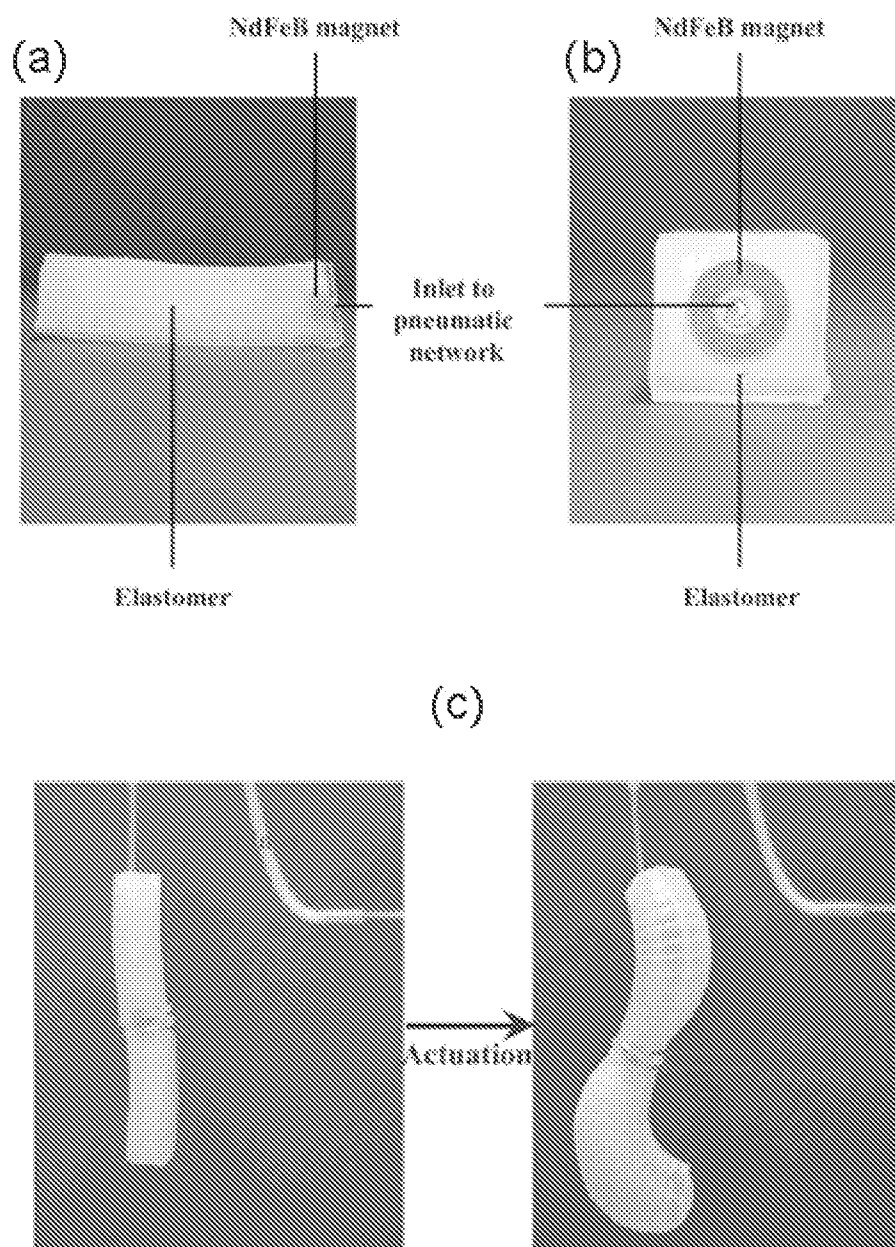 NdFeB magnet
NdFeB magnet
(a)
(b)
Inlet to
pneumatic
network
Elastomer
Elastomer
(c)
Actuation